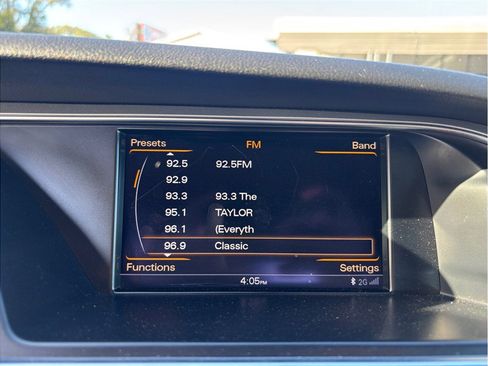 Presets FM Band
92.5 92.5FM
92.9
93.3 93.3 The
95.1 TAYLOR
96.1 (Everyth
96.9 Classic
Functions Settings
4:05PM 2G